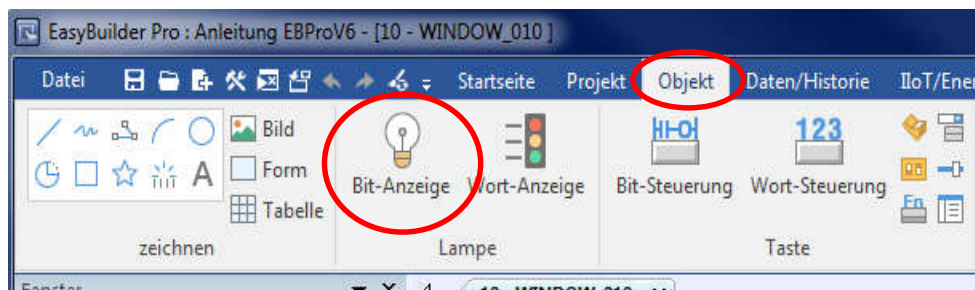 EasyBuilder Pro : Anleitung EBProV6 - [10 - WINDOW_010 ]
Datei Startseite Projekt Objekt Daten/Historie IIoT/Ener
A Bild
Form
Tabelle
Bit-Anzeige Wort-Anzeige
123
Bit-Steuerung Wort-Steuerung
Fn
zeichnen Lampe Taste